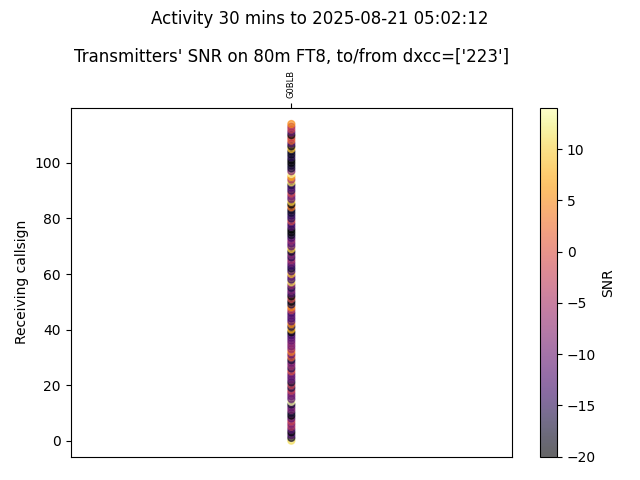 Activity 30 mins to 2025-08-21 05:02:12
Transmitters' SNR on 80m FT8, to/from dxcc=['223']
G0BLB
100
80
60
40
20
0
Receiving callsign
10
5
0
−5
−10
−15
−20
SNR